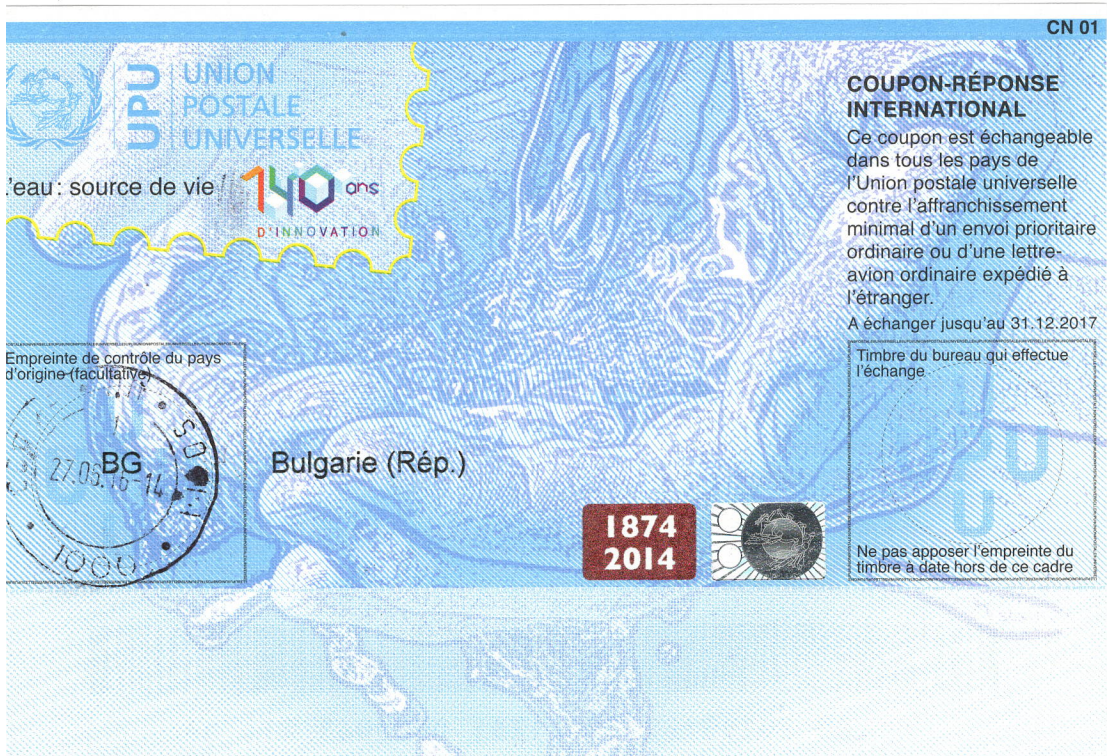 CN 01
UPU
UNION
POSTALE
UNIVERSELLE
L'eau : source de vie
140 ans
D'INNOVATION
COUPON-RÉPONSE
INTERNATIONAL
Ce coupon est échangeable
dans tous les pays de
l'Union postale universelle
contre l'affranchissement
minimal d'un envoi prioritaire
ordinaire ou d'une lettre-
avion ordinaire expédié à
l'étranger.
A échanger jusqu'au 31.12.2017
Empreinte de contrôle du pays
d'origine (facultative)
BG
1000
Bulgarie (Rép.)
1874
2014
Timbre du bureau qui effectue
l'échange
UPU
Ne pas apposer l'empreinte du
timbre à date hors de ce cadre